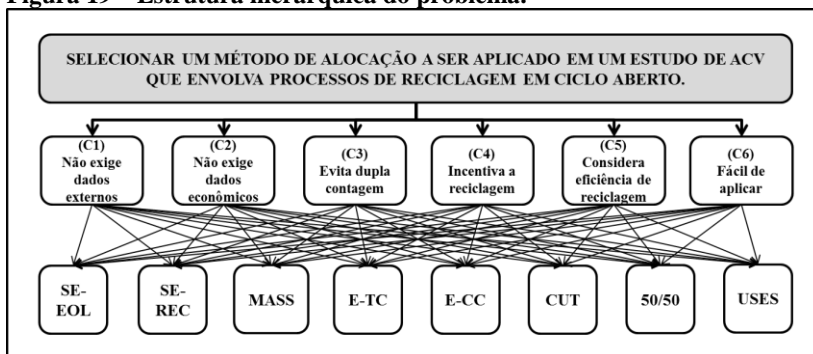 Figura 19 – Estrutura hierárquica do problema.
SELECIONAR UM MÉTODO DE ALOCAÇÃO A SER APLICADO EM UM ESTUDO DE ACV
QUE ENVOLVA PROCESSOS DE RECICLAGEM EM CICLO ABERTO.
(C1)
Não exige
dados
externos
(C2)
Não exige
dados
econômicos
(C3)
Evita dupla
contagem
(C4)
Incentiva a
reciclagem
(C5)
Considera
eficiência de
reciclagem
(C6)
Fácil de
aplicar
SE-
EOL
SE-
REC
MASS
E-TC
E-CC
CUT
50/50
USES